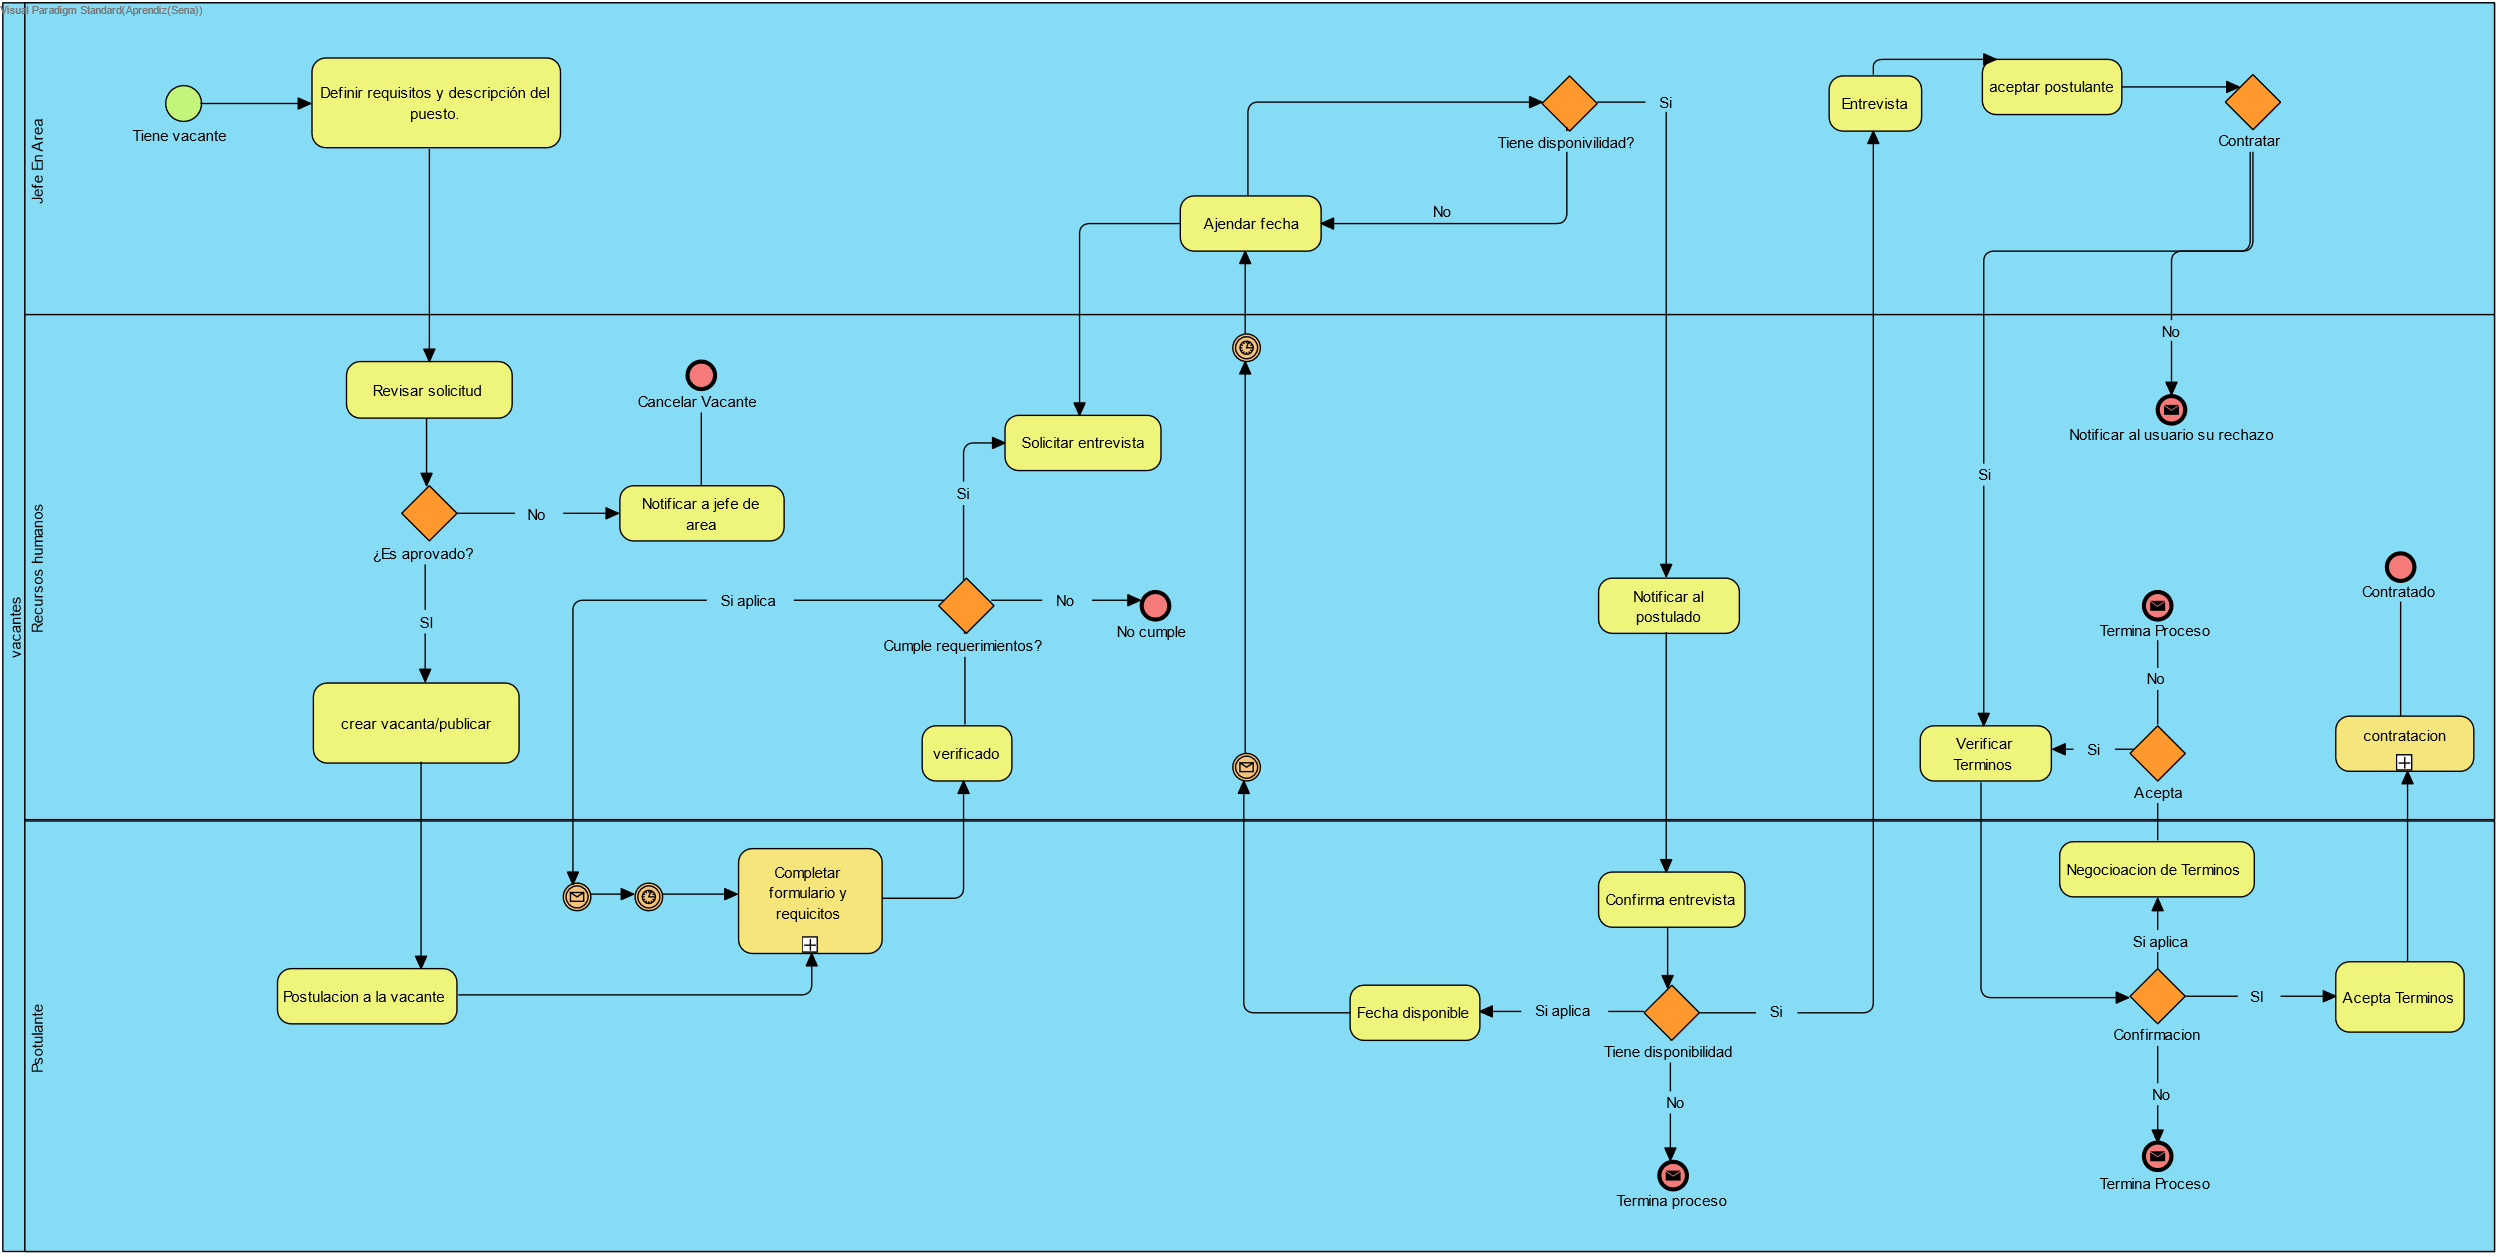 Visual Paradigm Standard(Aprendiz(Sena))
vacantes
Jefe En Area
Tiene vacante
Definir requisitos y descripción del
puesto.
Ajendar fecha
Tiene disponivilidad?
No
Si
Entrevista
aceptar postulante
Contratar
Recursos humanos
Revisar solicitud
¿Es aprovado?
No
SI
Notificar a jefe de
area
Cancelar Vacante
crear vacanta/publicar
Solicitar entrevista
Si
Si aplica
Cumple requerimientos?
No
No cumple
verificado
Notificar al
postulado
No
Notificar al usuario su rechazo
Si
Verificar
Terminos
Si
Acepta
No
Termina Proceso
contratacion
Contratado
Psotulante
Postulacion a la vacante
Completar
formulario y
requicitos
Fecha disponible
Si aplica
Confirma entrevista
Tiene disponibilidad
Si
No
Termina proceso
Negocioacion de Terminos
Si aplica
Confirmacion
SI
Acepta Terminos
No
Termina Proceso